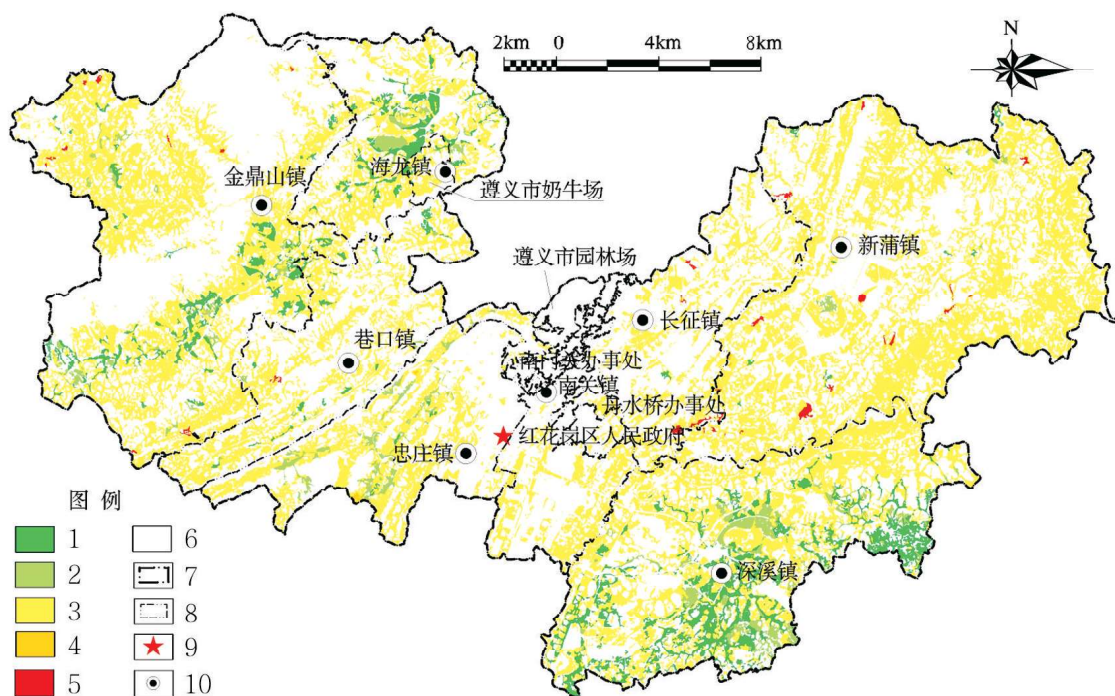 2km 0 4km 8km
N
海龙镇
金鼎山镇
遵义市奶牛场
新蒲镇
遵义市园林场
长征镇
巷口镇
南门关办事处
南关镇
舟水桥办事处
红花岗区人民政府
忠庄镇
深溪镇
图 例
1 6
2 7
3 8
4 9
5 10